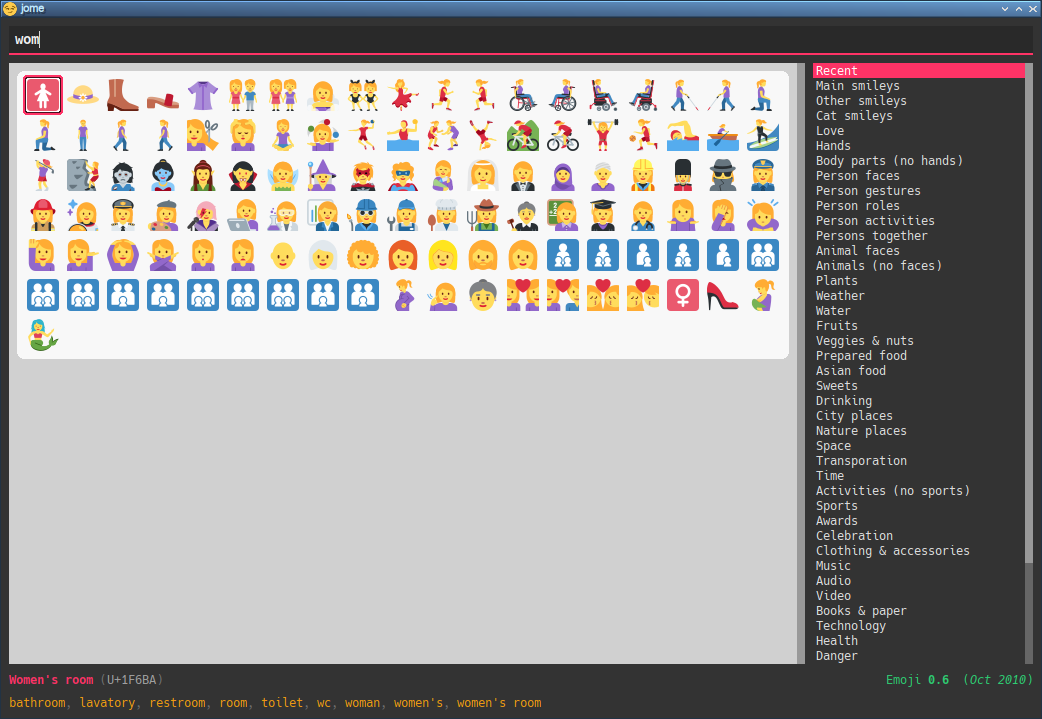 jome
wom
Recent
Main smileys
Other smileys
Cat smileys
Love
Hands
Body parts (no hands)
Person faces
Person gestures
Person roles
Person activities
Persons together
Animal faces
Animals (no faces)
Plants
Weather
Water
Fruits
Veggies & nuts
Prepared food
Asian food
Sweets
Drinking
City places
Nature places
Space
Transporation
Time
Activities (no sports)
Sports
Awards
Celebration
Clothing & accessories
Music
Audio
Video
Books & paper
Technology
Health
Danger
Women's room (U+1F6BA)
Emoji 0.6 (Oct 2010)
bathroom, lavatory, restroom, room, toilet, wc, woman, women's, women's room